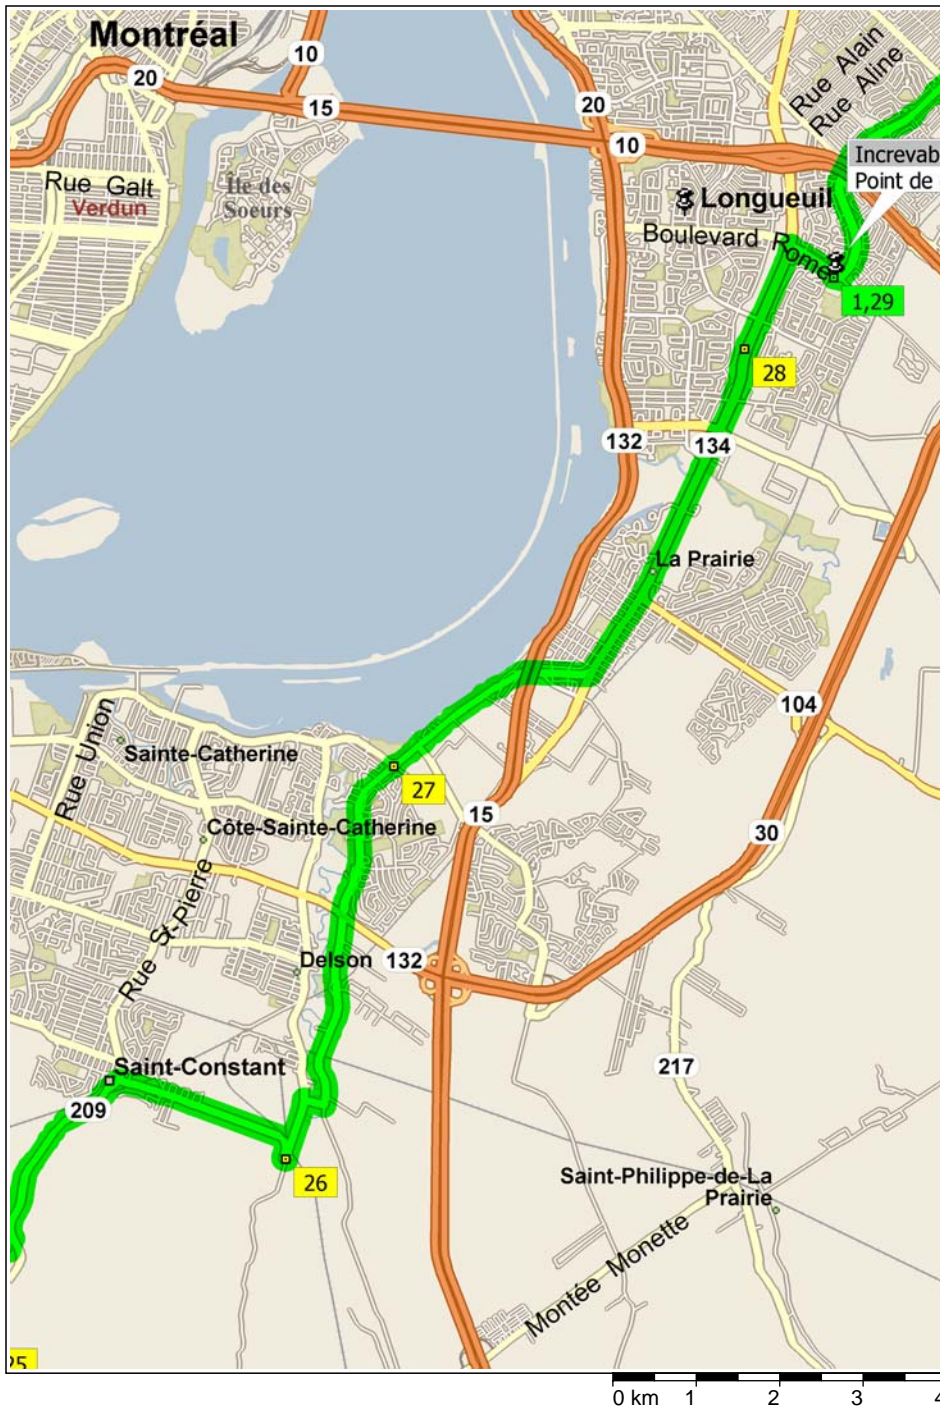 Montréal
10
20
15
20
10
Rue Alain
Rue Aline
Increvab
Point de
Rue Galt
Verdun
Île des
Soeurs
Longueuil
Boulevard Rome
1,29
28
132
134
La Prairie
104
Rue Union
Sainte-Catherine
27
15
30
Côte-Sainte-Catherine
Rue St-Pierre
Delson
132
Saint-Constant
209
217
26
Saint-Philippe-de-La
Prairie
Montée Monette
25
0 km 1 2 3 4